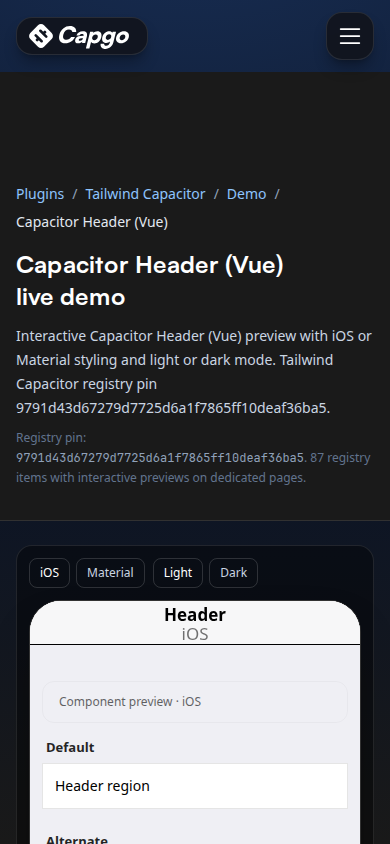 Capgo
Plugins / Tailwind Capacitor / Demo /
Capacitor Header (Vue)
Capacitor Header (Vue)
live demo
Interactive Capacitor Header (Vue) preview with iOS or
Material styling and light or dark mode. Tailwind
Capacitor registry pin
9791d43d67279d7725d6a1f7865ff10deaf36ba5.
Registry pin:
9791d43d67279d7725d6a1f7865ff10deaf36ba5. 87 registry
items with interactive previews on dedicated pages.
iOS Material Light Dark
Header
iOS
Component preview · iOS
Default
Header region
Alternate